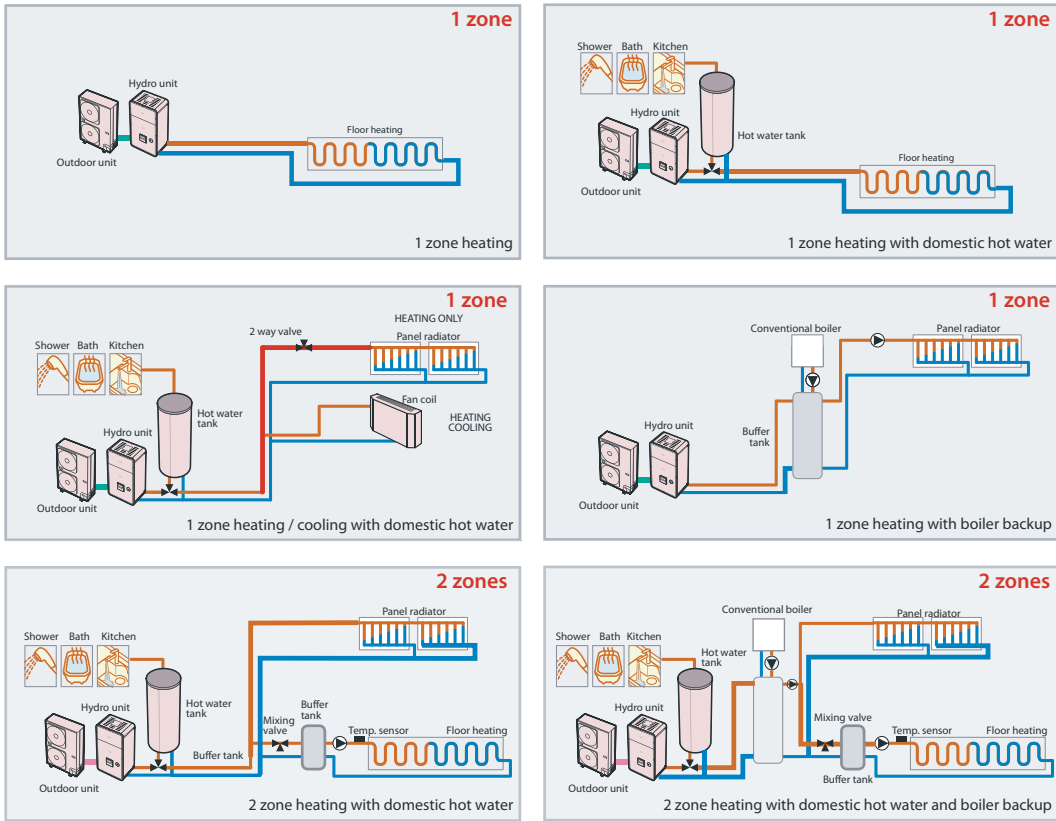 1 zone
Hydro unit
Floor heating
Outdoor unit
1 zone heating
1 zone
Shower Bath Kitchen
Hydro unit
Hot water tank
Floor heating
Outdoor unit
1 zone heating with domestic hot water
1 zone
HEATING ONLY
2 way valve
Panel radiator
Shower Bath Kitchen
Fan coil
Hot water
tank
HEATING
COOLING
Hydro unit
Outdoor unit
1 zone heating / cooling with domestic hot water
1 zone
Conventional boiler
Panel radiator
Hydro unit
Buffer
tank
Outdoor unit
1 zone heating with boiler backup
2 zones
Panel radiator
Shower Bath Kitchen
Hydro unit
Hot water
tank
Mixing
valve
Buffer
tank
Temp. sensor
Floor heating
Buffer tank
Outdoor unit
2 zone heating with domestic hot water
2 zones
Conventional boiler
Panel radiator
Shower Bath Kitchen
Hot water
tank
Hydro unit
Mixing valve
Temp. sensor
Floor heating
Buffer tank
Outdoor unit
2 zone heating with domestic hot water and boiler backup